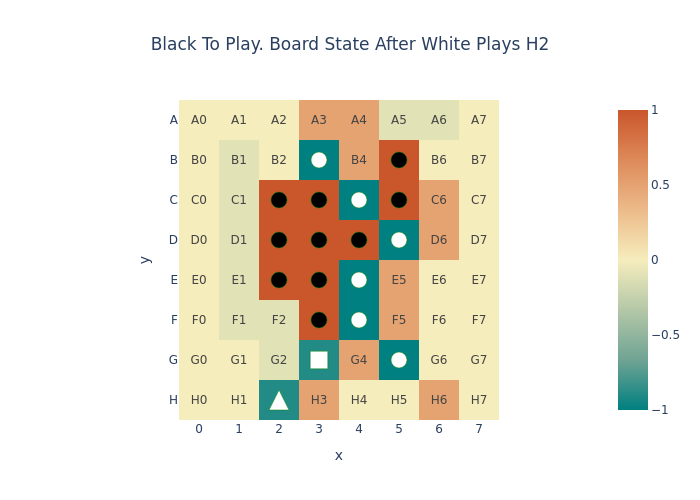 Black To Play. Board State After White Plays H2
A A0 A1 A2 A3 A4 A5 A6 A7
B B0 B1 B2 B4 B6 B7
C C0 C1 C6 C7
D D0 D1 D6 D7
E E0 E1 E5 E6 E7
F F0 F1 F2 F5 F6 F7
G G0 G1 G2 G4 G6 G7
H H0 H1 H3 H4 H5 H6 H7
0 1 2 3 4 5 6 7
x
y
1
0.5
0
−0.5
−1